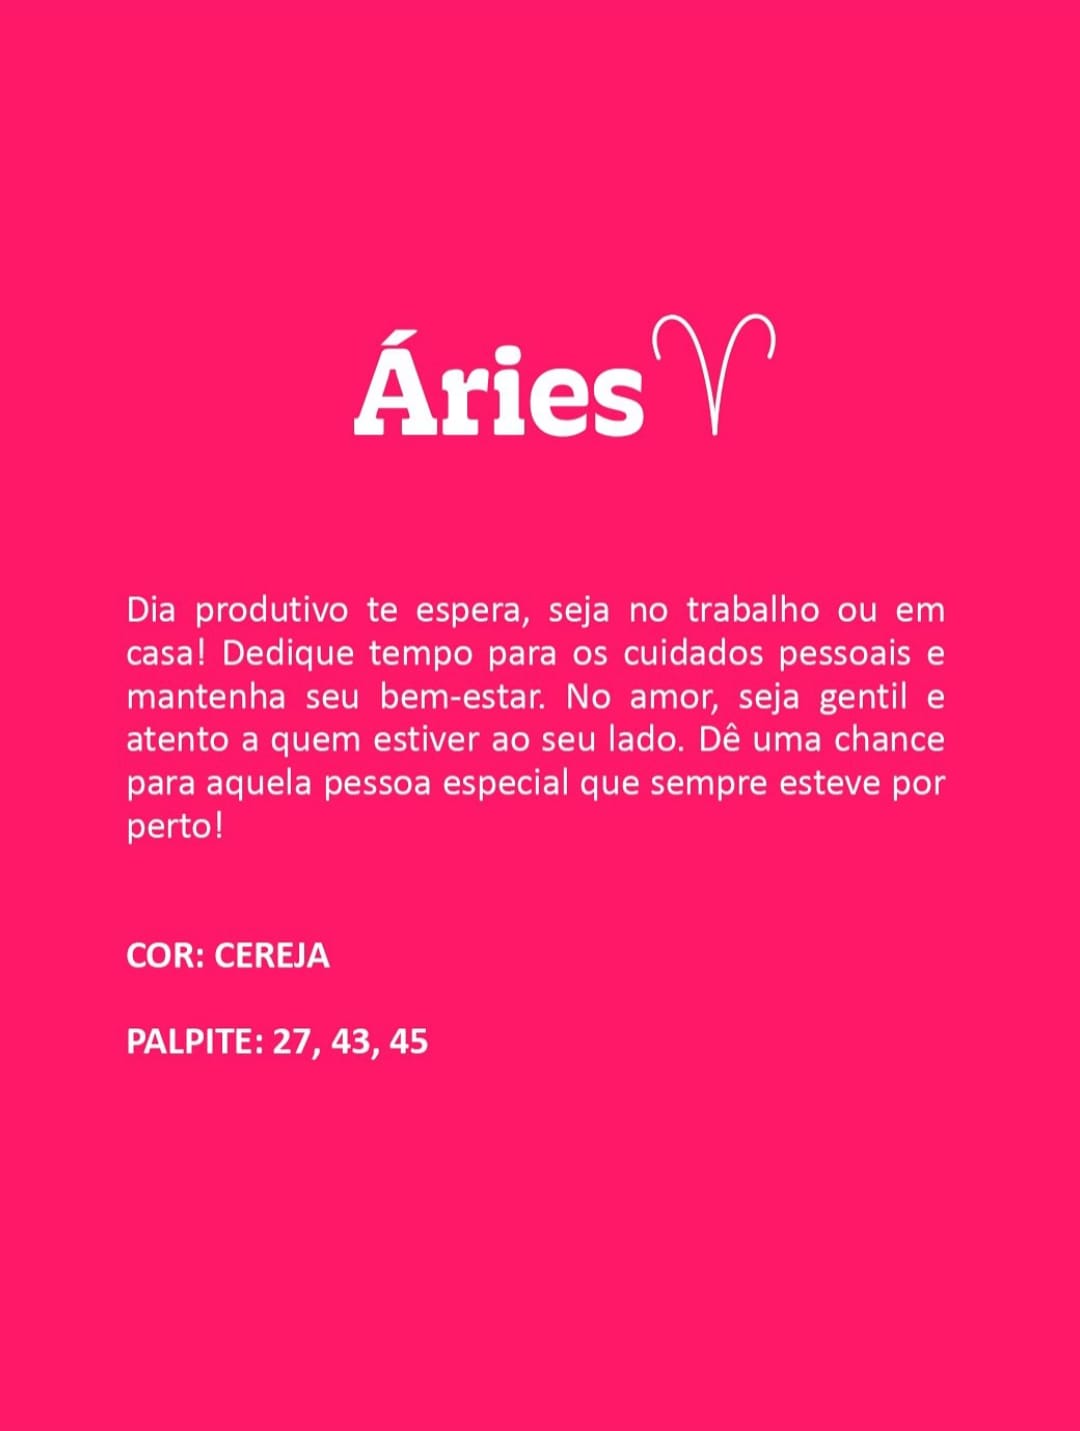 Áries
Dia produtivo te espera, seja no trabalho ou em
casa! Dedique tempo para os cuidados pessoais e
mantenha seu bem-estar. No amor, seja gentil e
atento a quem estiver ao seu lado. Dê uma chance
para aquela pessoa especial que sempre esteve por
perto!
COR: CEREJA
PALPITE: 27, 43, 45